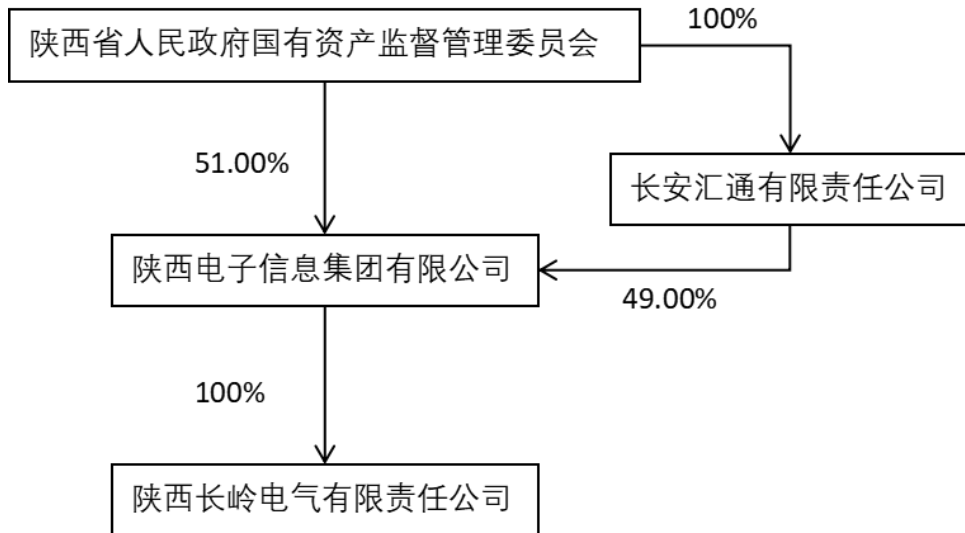 100%
陕西省人民政府国有资产监督管理委员会
51.00%
长安汇通有限责任公司
陕西电子信息集团有限公司
49.00%
100%
陕西长岭电气有限责任公司